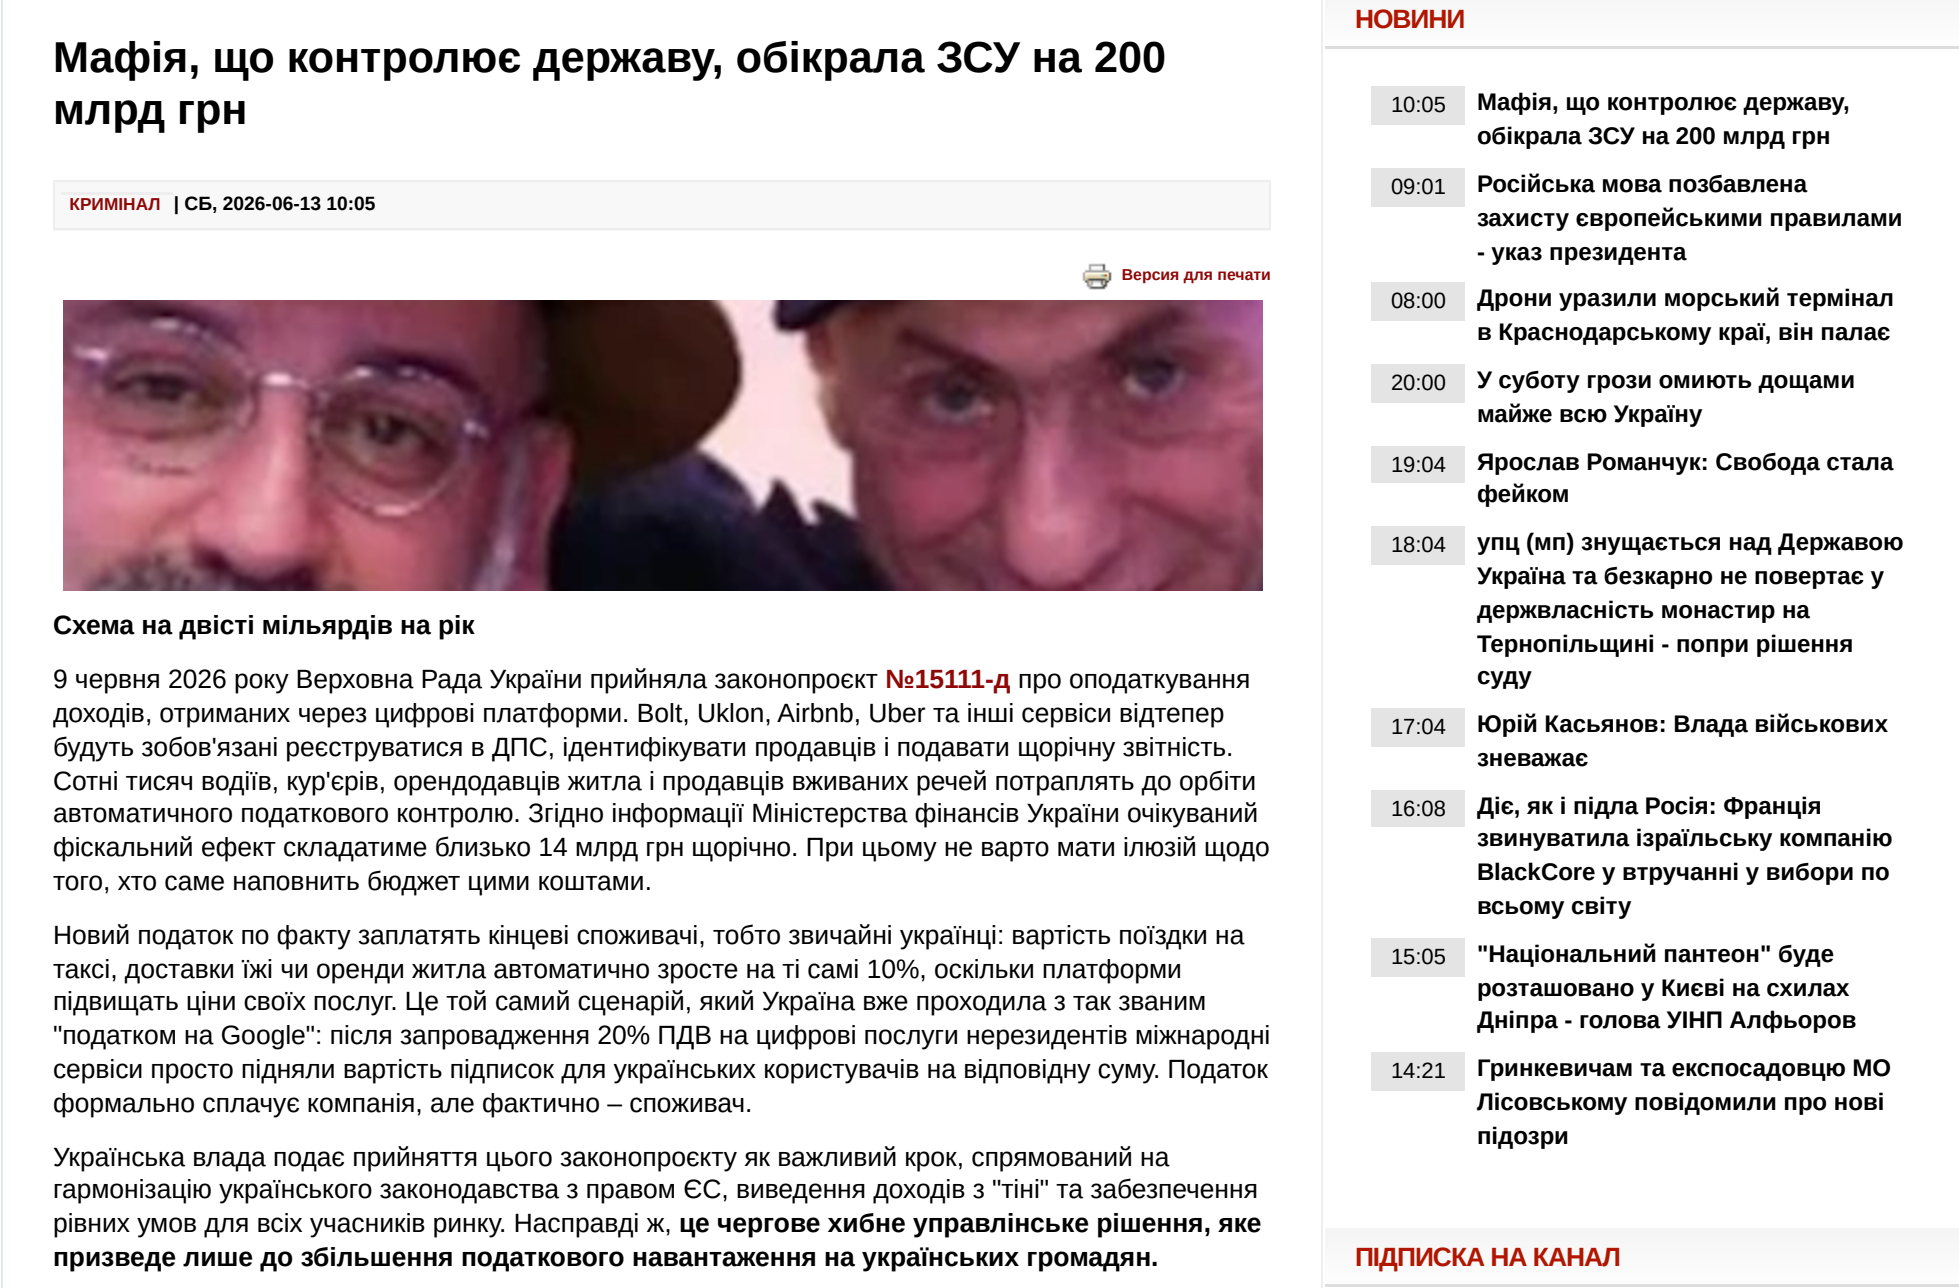 Мафія, що контролює державу, обікрала ЗСУ на 200
млрд грн
КРИМІНАЛ | СБ, 2026-06-13 10:05
Версия для печати
Схема на двісті мільярдів на рік
9 червня 2026 року Верховна Рада України прийняла законопроєкт №15111-д про оподаткування
доходів, отриманих через цифрові платформи. Bolt, Uklon, Airbnb, Uber та інші сервіси відтепер
будуть зобов'язані реєструватися в ДПС, ідентифікувати продавців і подавати щорічну звітність.
Сотні тисяч водіїв, кур'єрів, орендодавців житла і продавців вживаних речей потраплять до орбіти
автоматичного податкового контролю. Згідно інформації Міністерства фінансів України очікуваний
фіскальний ефект складатиме близько 14 млрд грн щорічно. При цьому не варто мати ілюзій щодо
того, хто саме наповнить бюджет цими коштами.
Новий податок по факту заплатять кінцеві споживачі, тобто звичайні українці: вартість поїздки на
таксі, доставки їжі чи оренди житла автоматично зросте на ті самі 10%, оскільки платформи
підвищать ціни своїх послуг. Це той самий сценарій, який Україна вже проходила з так званим
"податком на Google": після запровадження 20% ПДВ на цифрові послуги нерезидентів міжнародні
сервіси просто підняли вартість підписок для українських користувачів на відповідну суму. Податок
формально сплачує компанія, але фактично – споживач.
Українська влада подає прийняття цього законопроєкту як важливий крок, спрямований на
гармонізацію українського законодавства з правом ЄС, виведення доходів з "тіні" та забезпечення
рівних умов для всіх учасників ринку. Насправді ж, це чергове хибне управлінське рішення, яке
призведе лише до збільшення податкового навантаження на українських громадян.
НОВИНИ
10:05 Мафія, що контролює державу,
обікрала ЗСУ на 200 млрд грн
09:01 Російська мова позбавлена
захисту європейськими правилами
- указ президента
08:00 Дрони уразили морський термінал
в Краснодарському краї, він палає
20:00 У суботу грози омиють дощами
майже всю Україну
19:04 Ярослав Романчук: Свобода стала
фейком
18:04 упц (мп) знущається над Державою
Україна та безкарно не повертає у
держвласність монастир на
Тернопільщині - попри рішення
суду
17:04 Юрій Касьянов: Влада військових
зневажає
16:08 Діє, як і підла Росія: Франція
звинуватила ізраїльську компанію
BlackCore у втручанні у вибори по
всьому світу
15:05 "Національний пантеон" буде
розташовано у Києві на схилах
Дніпра - голова УІНП Алфьоров
14:21 Гринкевичам та експосадовцю МО
Лісовському повідомили про нові
підозри
ПІДПИСКА НА КАНАЛ